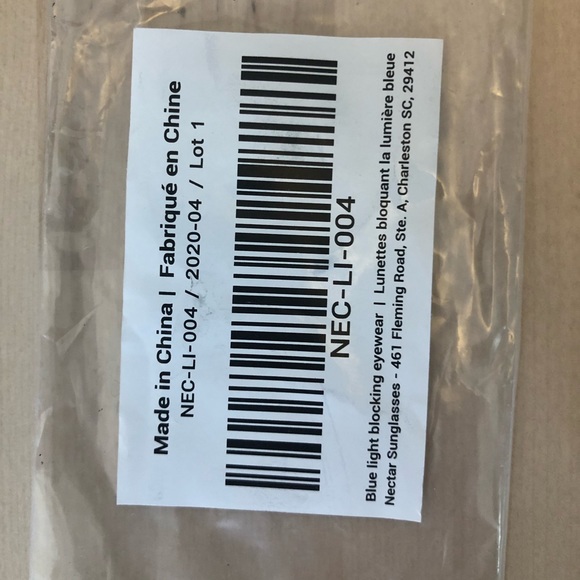 Made in China | Fabriqué en Chine
NEC-LI-004 / 2020-04 / Lot 1
NEC-LI-004
Blue light blocking eyewear | Lunettes bloquant la lumière bleue
Nectar Sunglasses - 461 Fleming Road, Ste. A, Charleston SC, 29412